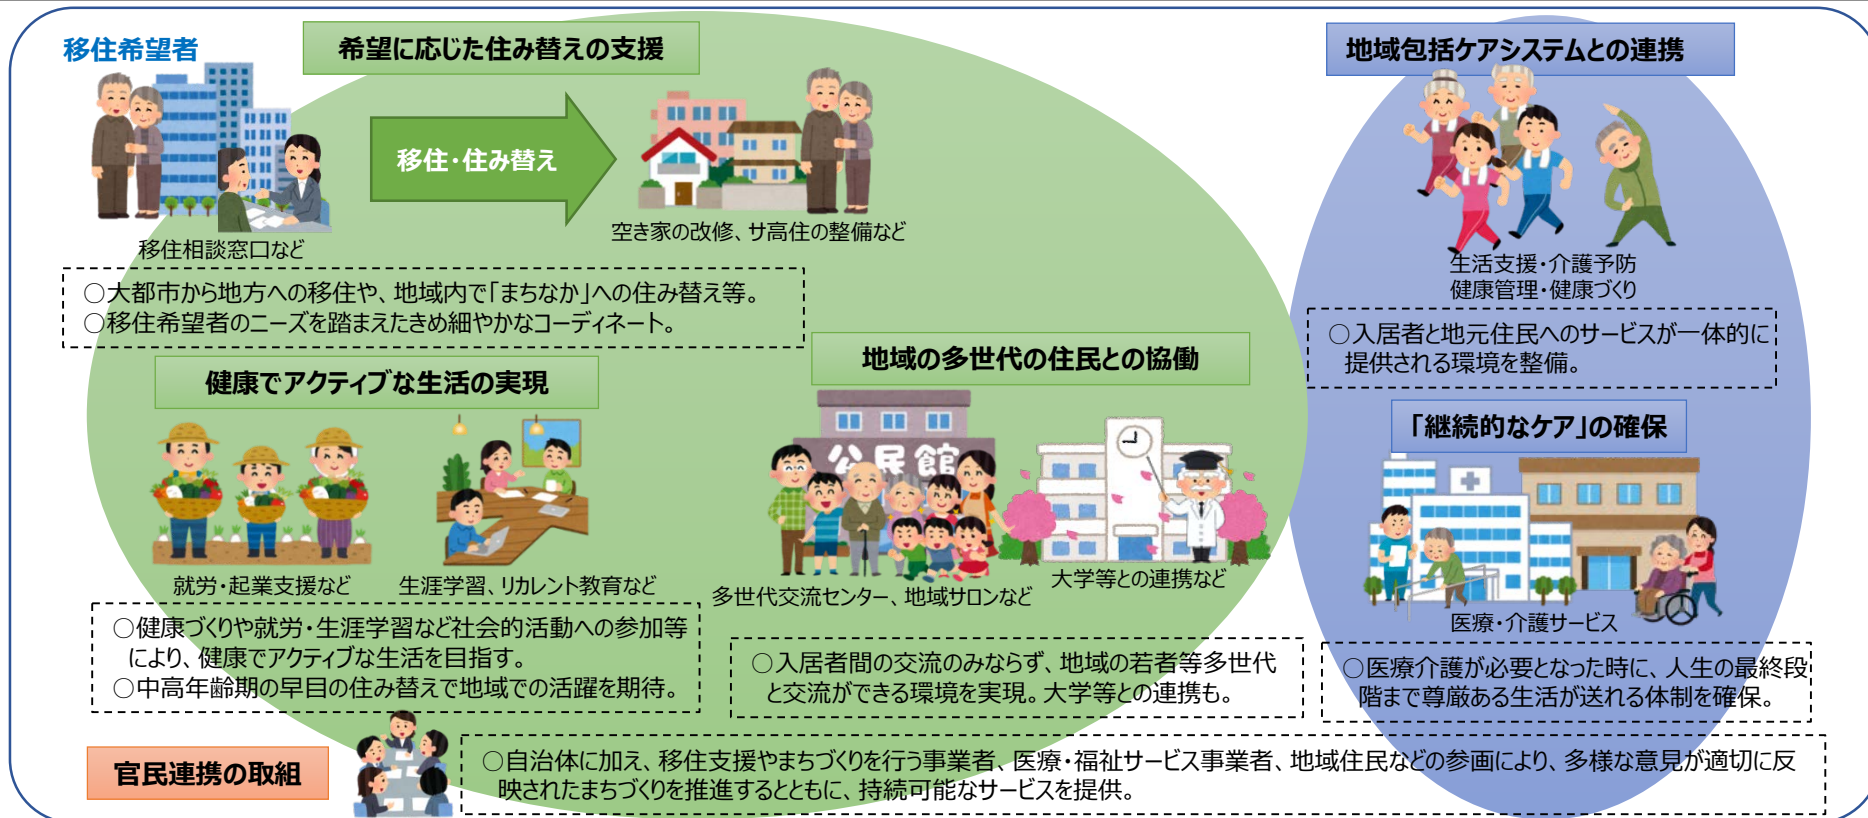 移住希望者
希望に応じた住み替えの支援
移住・住み替え
移住相談窓口など
空き家の改修、サ高住の整備など
○大都市から地方への移住や、地域内で「まちなか」への住み替え等。
○移住希望者のニーズを踏まえたきめ細やかなコーディネート。
健康でアクティブな生活の実現
就労・起業支援など
生涯学習、リカレント教育など
○健康づくりや就労・生涯学習など社会的活動への参加等
により、健康でアクティブな生活を目指す。
○中高年齢期の早目の住み替えで地域での活躍を期待。
地域の多世代の住民との協働
公民館
多世代交流センター、地域サロンなど
大学等との連携など
○入居者間の交流のみならず、地域の若者等多世代
と交流ができる環境を実現。大学等との連携も。
地域包括ケアシステムとの連携
生活支援・介護予防
健康管理・健康づくり
○入居者と地元住民へのサービスが一体的に
提供される環境を整備。
「継続的なケア」の確保
医療・介護サービス
○医療介護が必要となった時に、人生の最終段
階まで尊厳ある生活が送れる体制を確保。
官民連携の取組
○自治体に加え、移住支援やまちづくりを行う事業者、医療・福祉サービス事業者、地域住民などの参画により、多様な意見が適切に反
映されたまちづくりを推進するとともに、持続可能なサービスを提供。